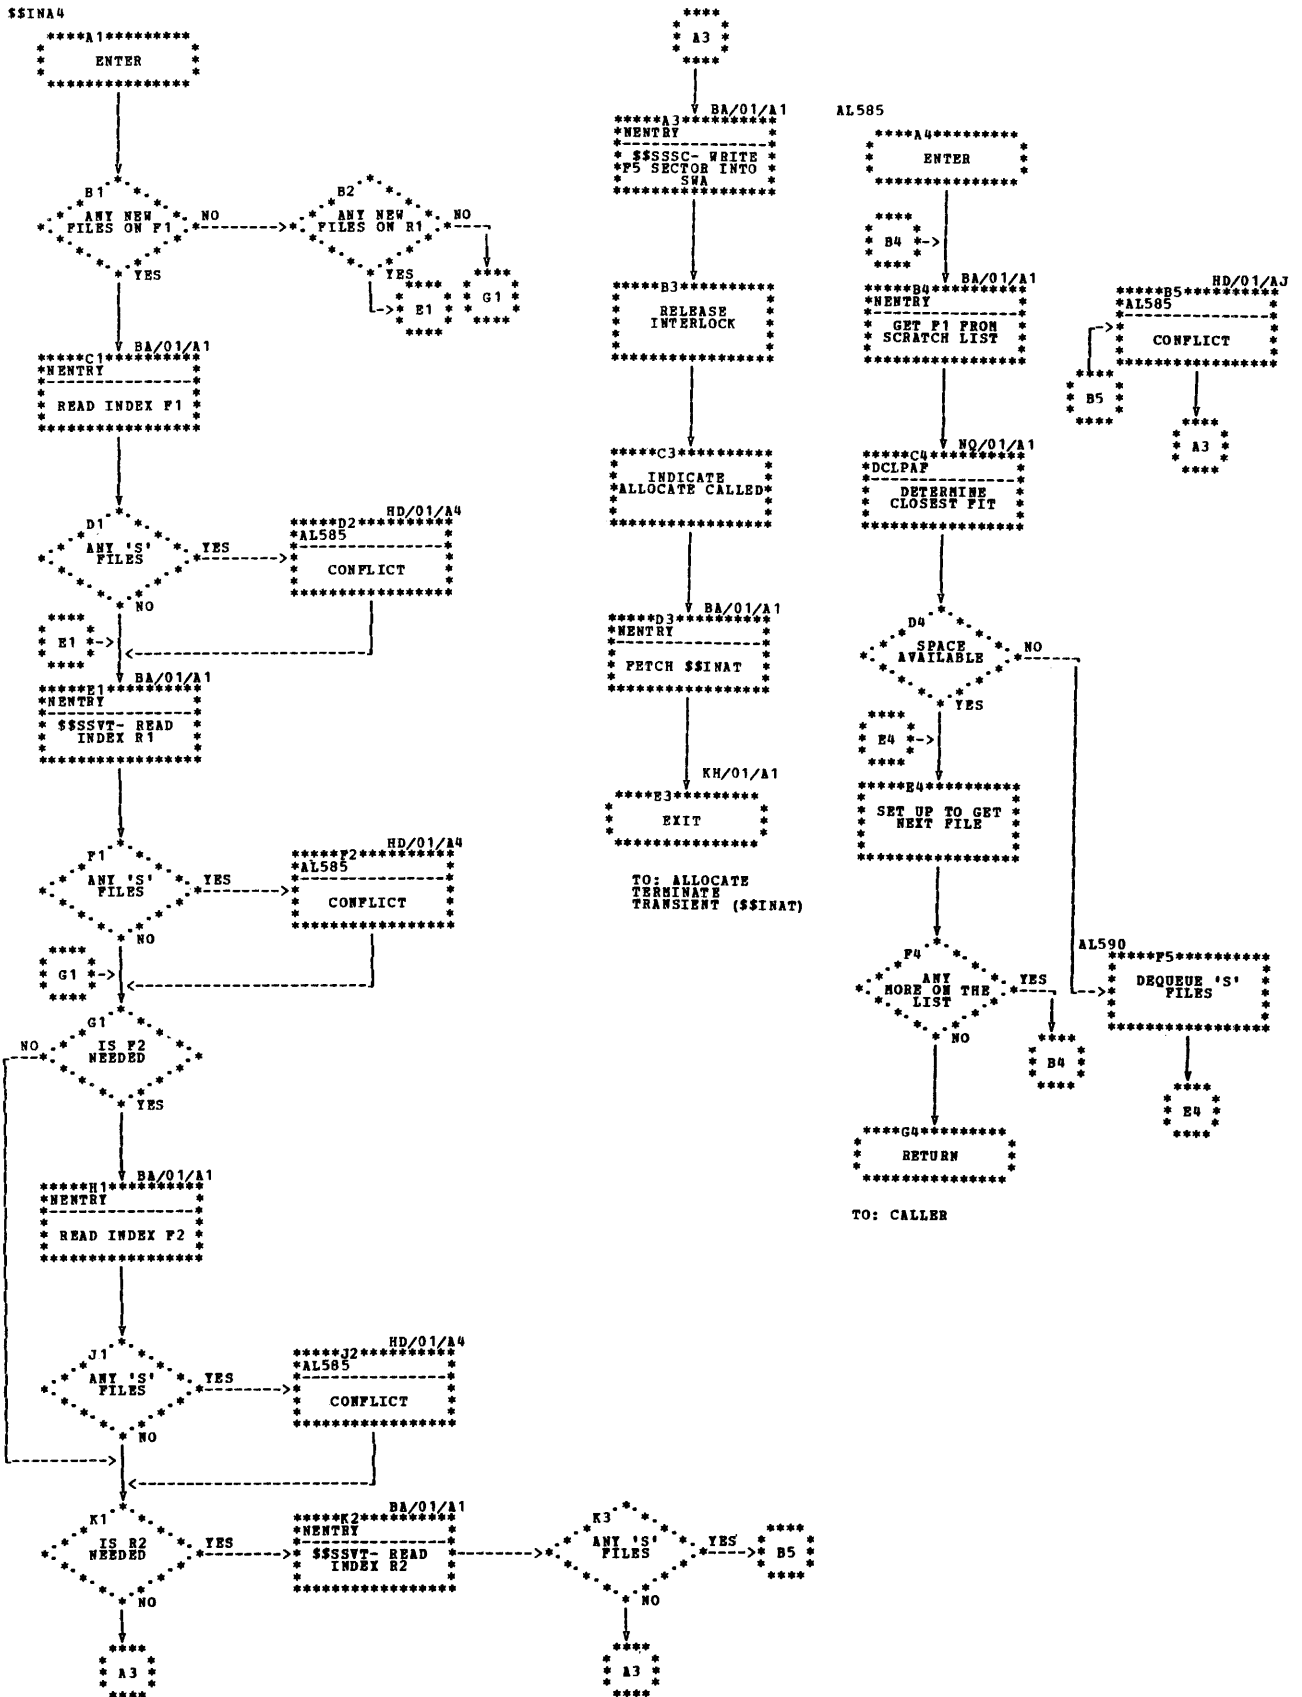 $$INA4
A1
ENTER
B1
ANY NEW
FILES ON F1
NO
YES
B2
ANY NEW
FILES ON R1
NO
YES
E1
G1
BA/01/A1
C1
NENTRY
READ INDEX F1
D1
ANY 'S'
FILES
YES
NO
HD/01/A4
D2
AL585
CONFLICT
E1
BA/01/A1
E1
NENTRY
$$SSVT- READ
INDEX R1
F1
ANY 'S'
FILES
YES
NO
HD/01/A4
F2
AL585
CONFLICT
G1
G1
IS F2
NEEDED
NO
YES
BA/01/A1
H1
NENTRY
READ INDEX F2
J1
ANY 'S'
FILES
YES
NO
HD/01/A4
J2
AL585
CONFLICT
K1
IS R2
NEEDED
YES
NO
A3
BA/01/A1
K2
NENTRY
$$SSVT- READ
INDEX R2
K3
ANY 'S'
FILES
YES
B5
NO
A3
A3
BA/01/A1
A3
NENTRY
$$SSSC- WRITE
F5 SECTOR INTO
SWA
B3
RELEASE
INTERLOCK
C3
INDICATE
ALLOCATE CALLED
BA/01/A1
D3
NENTRY
FETCH $$INAT
KH/01/A1
E3
EXIT
TO: ALLOCATE
TERMINATE
TRANSIENT ($$INAT)
AL585
A4
ENTER
B4
BA/01/A1
B4
NENTRY
GET F1 FROM
SCRATCH LIST
NQ/01/A1
C4
DCLPAF
DETERMINE
CLOSEST FIT
D4
SPACE
AVAILABLE
NO
YES
E4
E4
SET UP TO GET
NEXT FILE
F4
ANY
MORE ON THE
LIST
YES
B4
NO
G4
RETURN
TO: CALLER
HD/01/AJ
B5
AL585
CONFLICT
B5
A3
AL590
F5
DEQUEUE 'S'
FILES
E4